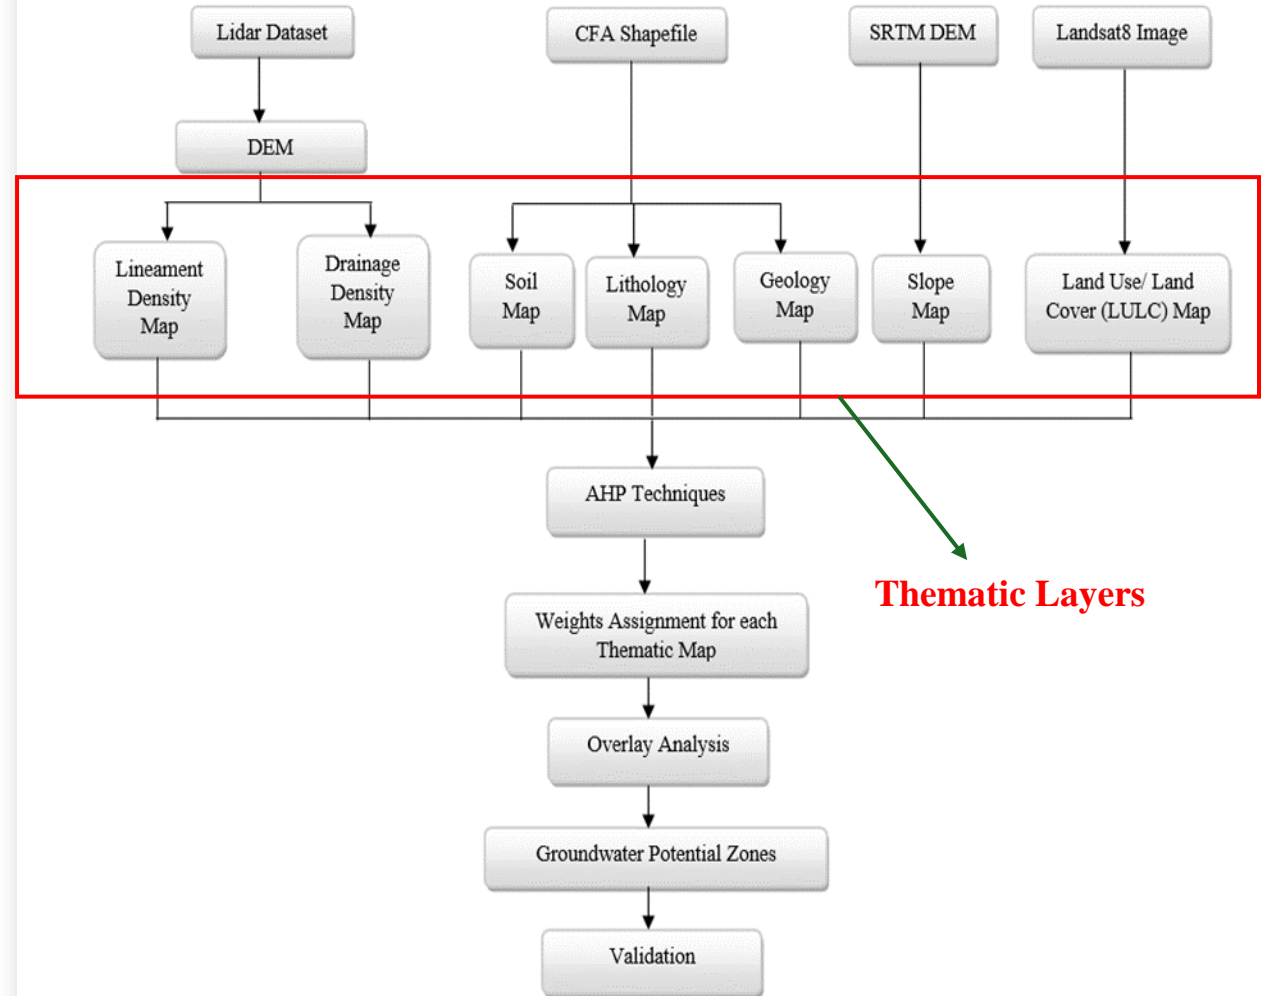 Lidar Dataset
CFA Shapefile
SRTM DEM
Landsat8 Image
DEM
Lineament
Density
Map
Drainage
Density
Map
Soil
Map
Lithology
Map
Geology
Map
Slope
Map
Land Use/ Land
Cover (LULC) Map
AHP Techniques
Thematic Layers
Weights Assignment for each
Thematic Map
Overlay Analysis
Groundwater Potential Zones
Validation